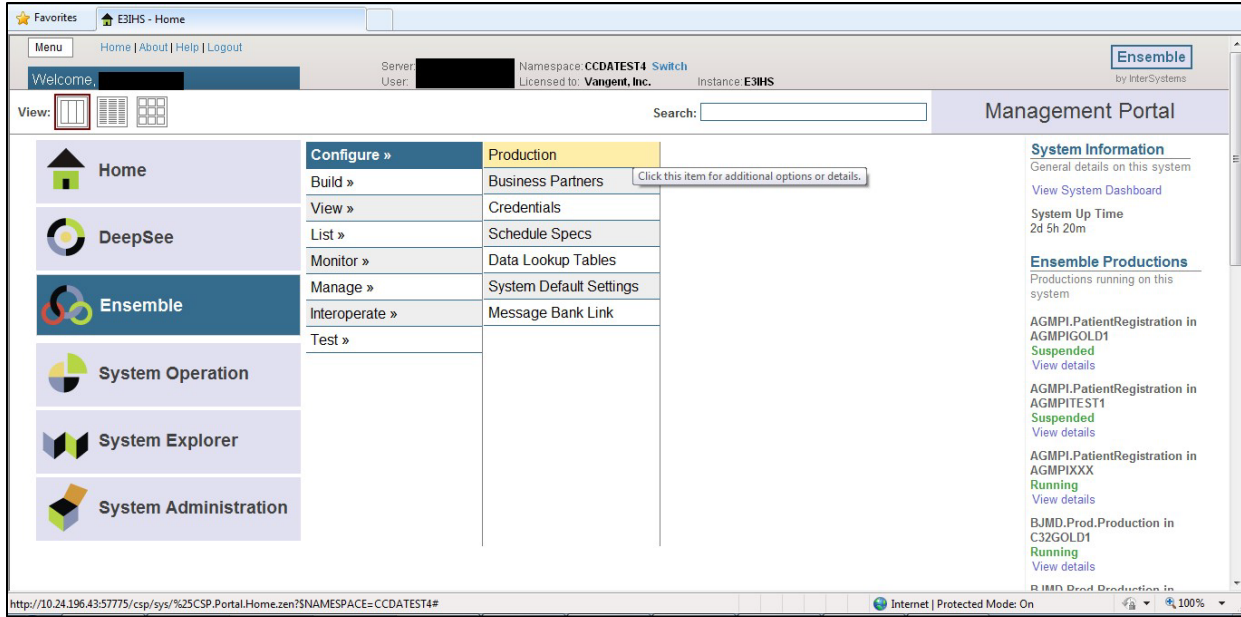 Favorites
E3IHS - Home
Menu
Home | About | Help | Logout
Server:
Namespace: CCDATEST4 Switch
Ensemble
Welcome,
User:
Licensed to: Vangent, Inc.
Instance: E3IHS
by InterSystems
View:
Search:
Management Portal
Home
DeepSee
Ensemble
System Operation
System Explorer
System Administration
Configure »
Build »
View »
List »
Monitor »
Manage »
Interoperate »
Test »
Production
Click this item for additional options or details.
Business Partners
Credentials
Schedule Specs
Data Lookup Tables
System Default Settings
Message Bank Link
System Information
General details on this system
View System Dashboard
System Up Time
2d 5h 20m
Ensemble Productions
Productions running on this
system
AGMPI.PatientRegistration in
AGMPIGOLD1
Suspended
View details
AGMPI.PatientRegistration in
AGMPITEST1
Suspended
View details
AGMPI.PatientRegistration in
AGMPIXXX
Running
View details
BJMD.Prod.Production in
C32GOLD1
Running
View details
BJMD.Prod.Production in
http://10.24.196.43:57775/csp/sys/%25CSP.Portal.Home.zen?$NAMESPACE=CCDATEST4#
Internet | Protected Mode: On
100%